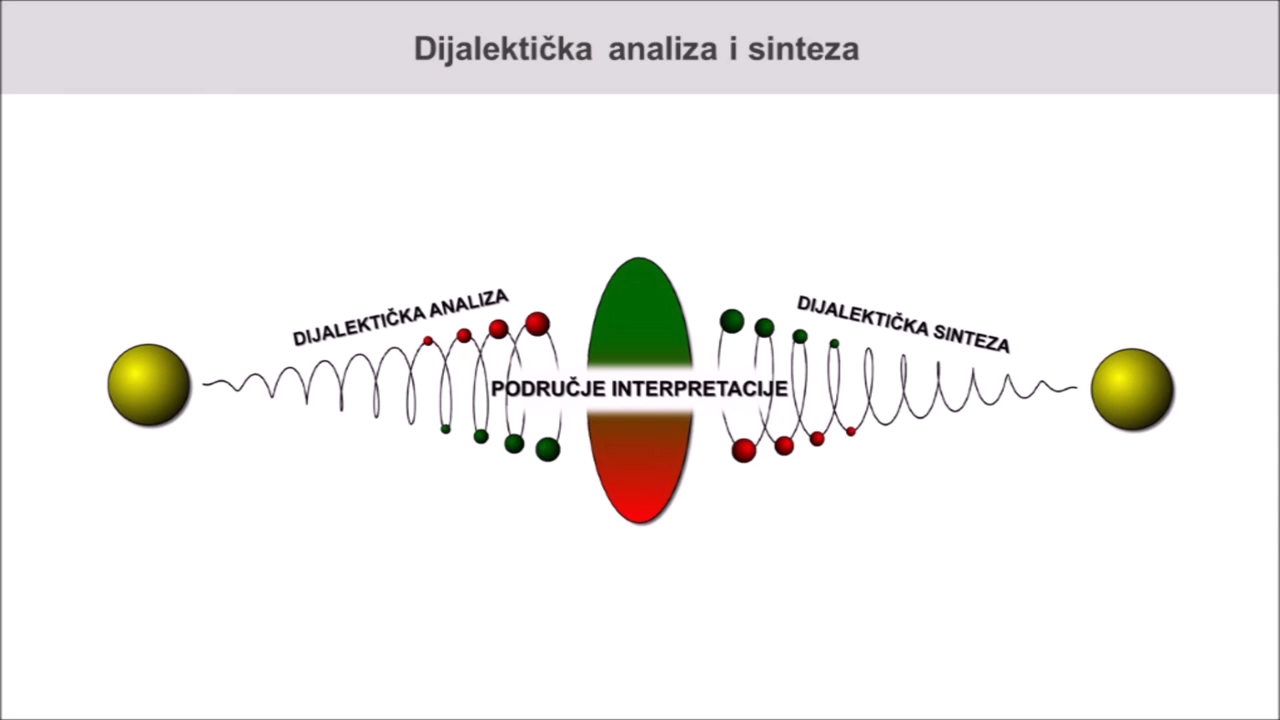 Dijalektička analiza i sinteza
DIJALEKTIČKA ANALIZA
DIJALEKTIČKA SINTEZA
PODRUČJE INTERPRETACIJE